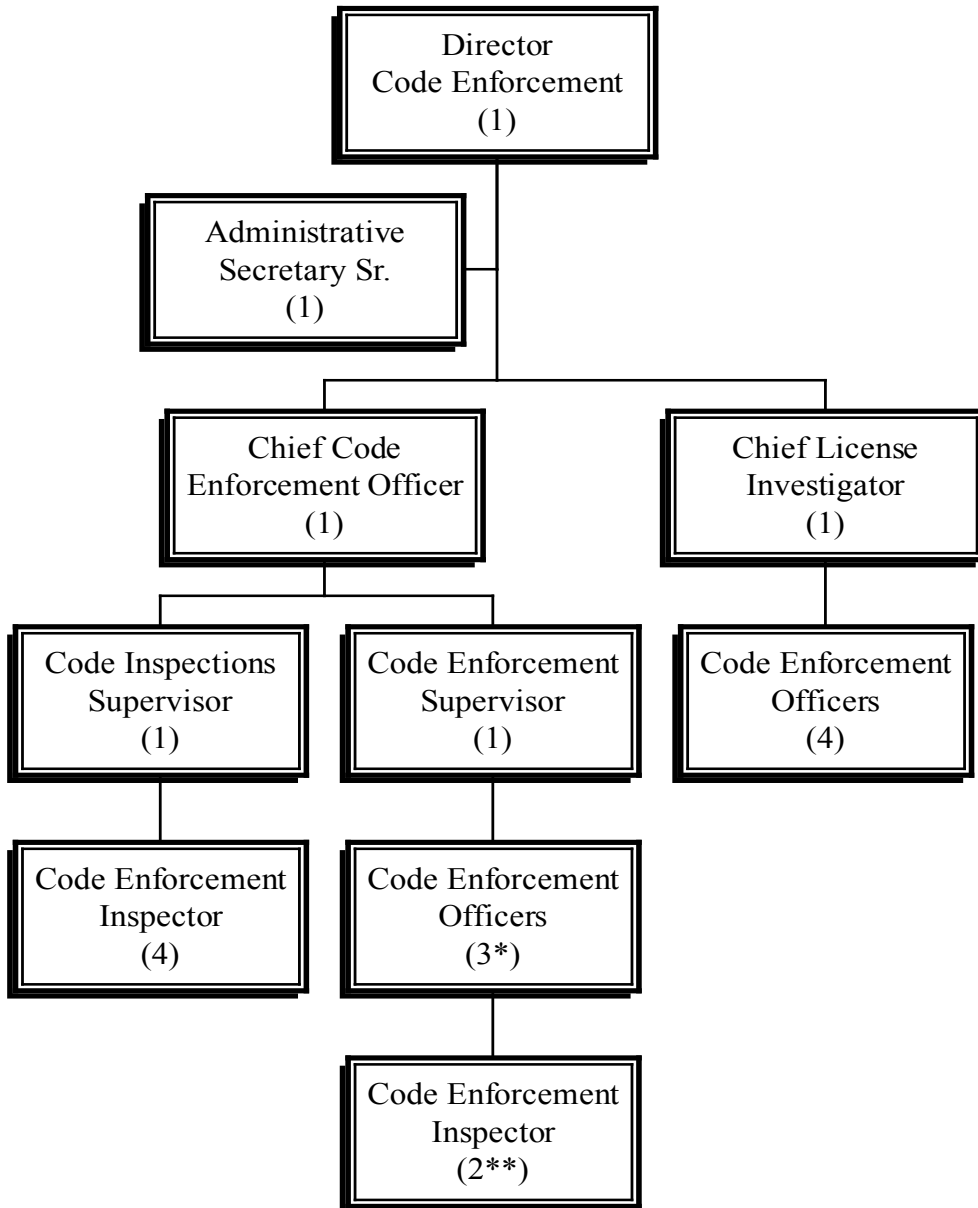 Director
Code Enforcement
(1)
Administrative
Secretary Sr.
(1)
Chief Code
Enforcement Officer
(1)
Chief License
Investigator
(1)
Code Inspections
Supervisor
(1)
Code Enforcement
Supervisor
(1)
Code Enforcement
Officers
(4)
Code Enforcement
Inspector
(4)
Code Enforcement
Officers
(3*)
Code Enforcement
Inspector
(2**)